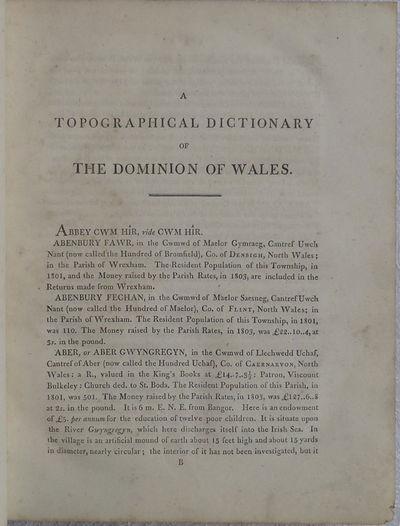 A
TOPOGRAPHICAL DICTIONARY
OF
THE DOMINION OF WALES.
ABBEY CWM HÎR, vide CWM HÎR.
ABENBURY FAWR, in the Cwmwd of Maelor Gymraeg, Cantref Uwch
Nant (now called the Hundred of Bromfield), Co. of DENBIGH, North Wales;
in the Parish of Wrexham. The Resident Population of this Township, in
1801, and the Money raised by the Parish Rates, in 1803, are included in the
Returns made from Wrexham.
ABENBURY FECHAN, in the Cwmwd of Maelor Saesneg, Cantref Uwch
Nant (now called the Hundred of Maelor), Co. of FLINT, North Wales; in
the Parish of Wrexham. The Resident Population of this Township, in 1801,
was 110. The Money raised by the Parish Rates, in 1803, was £22..10..4, at
5s. in the pound.
ABER, or ABER GWYNGREGYN, in the Cwmwd of Llechwedd Uchaf,
Cantref of Aber (now called the Hundred Uchaf), Co. of CAERNARVON, North
Wales: a R., valued in the King's Books at £14..7..3½: Patron, Viscount
Bulkeley: Church ded. to St. Boda. The Resident Population of this Parish, in
1801, was 501. The Money raised by the Parish Rates, in 1803, was £127..6..8
at 2s. in the pound. It is 6 m. E. N. E. from Bangor. Here is an endowment
of £5. per annum for the education of twelve poor children. It is situate upon
the River Gwyngregyn, which here discharges itself into the Irish Sea. In
the village is an artificial mound of earth about 15 feet high and about 15 yards
in diameter, nearly circular; the interior of it has not been investigated, but it
B